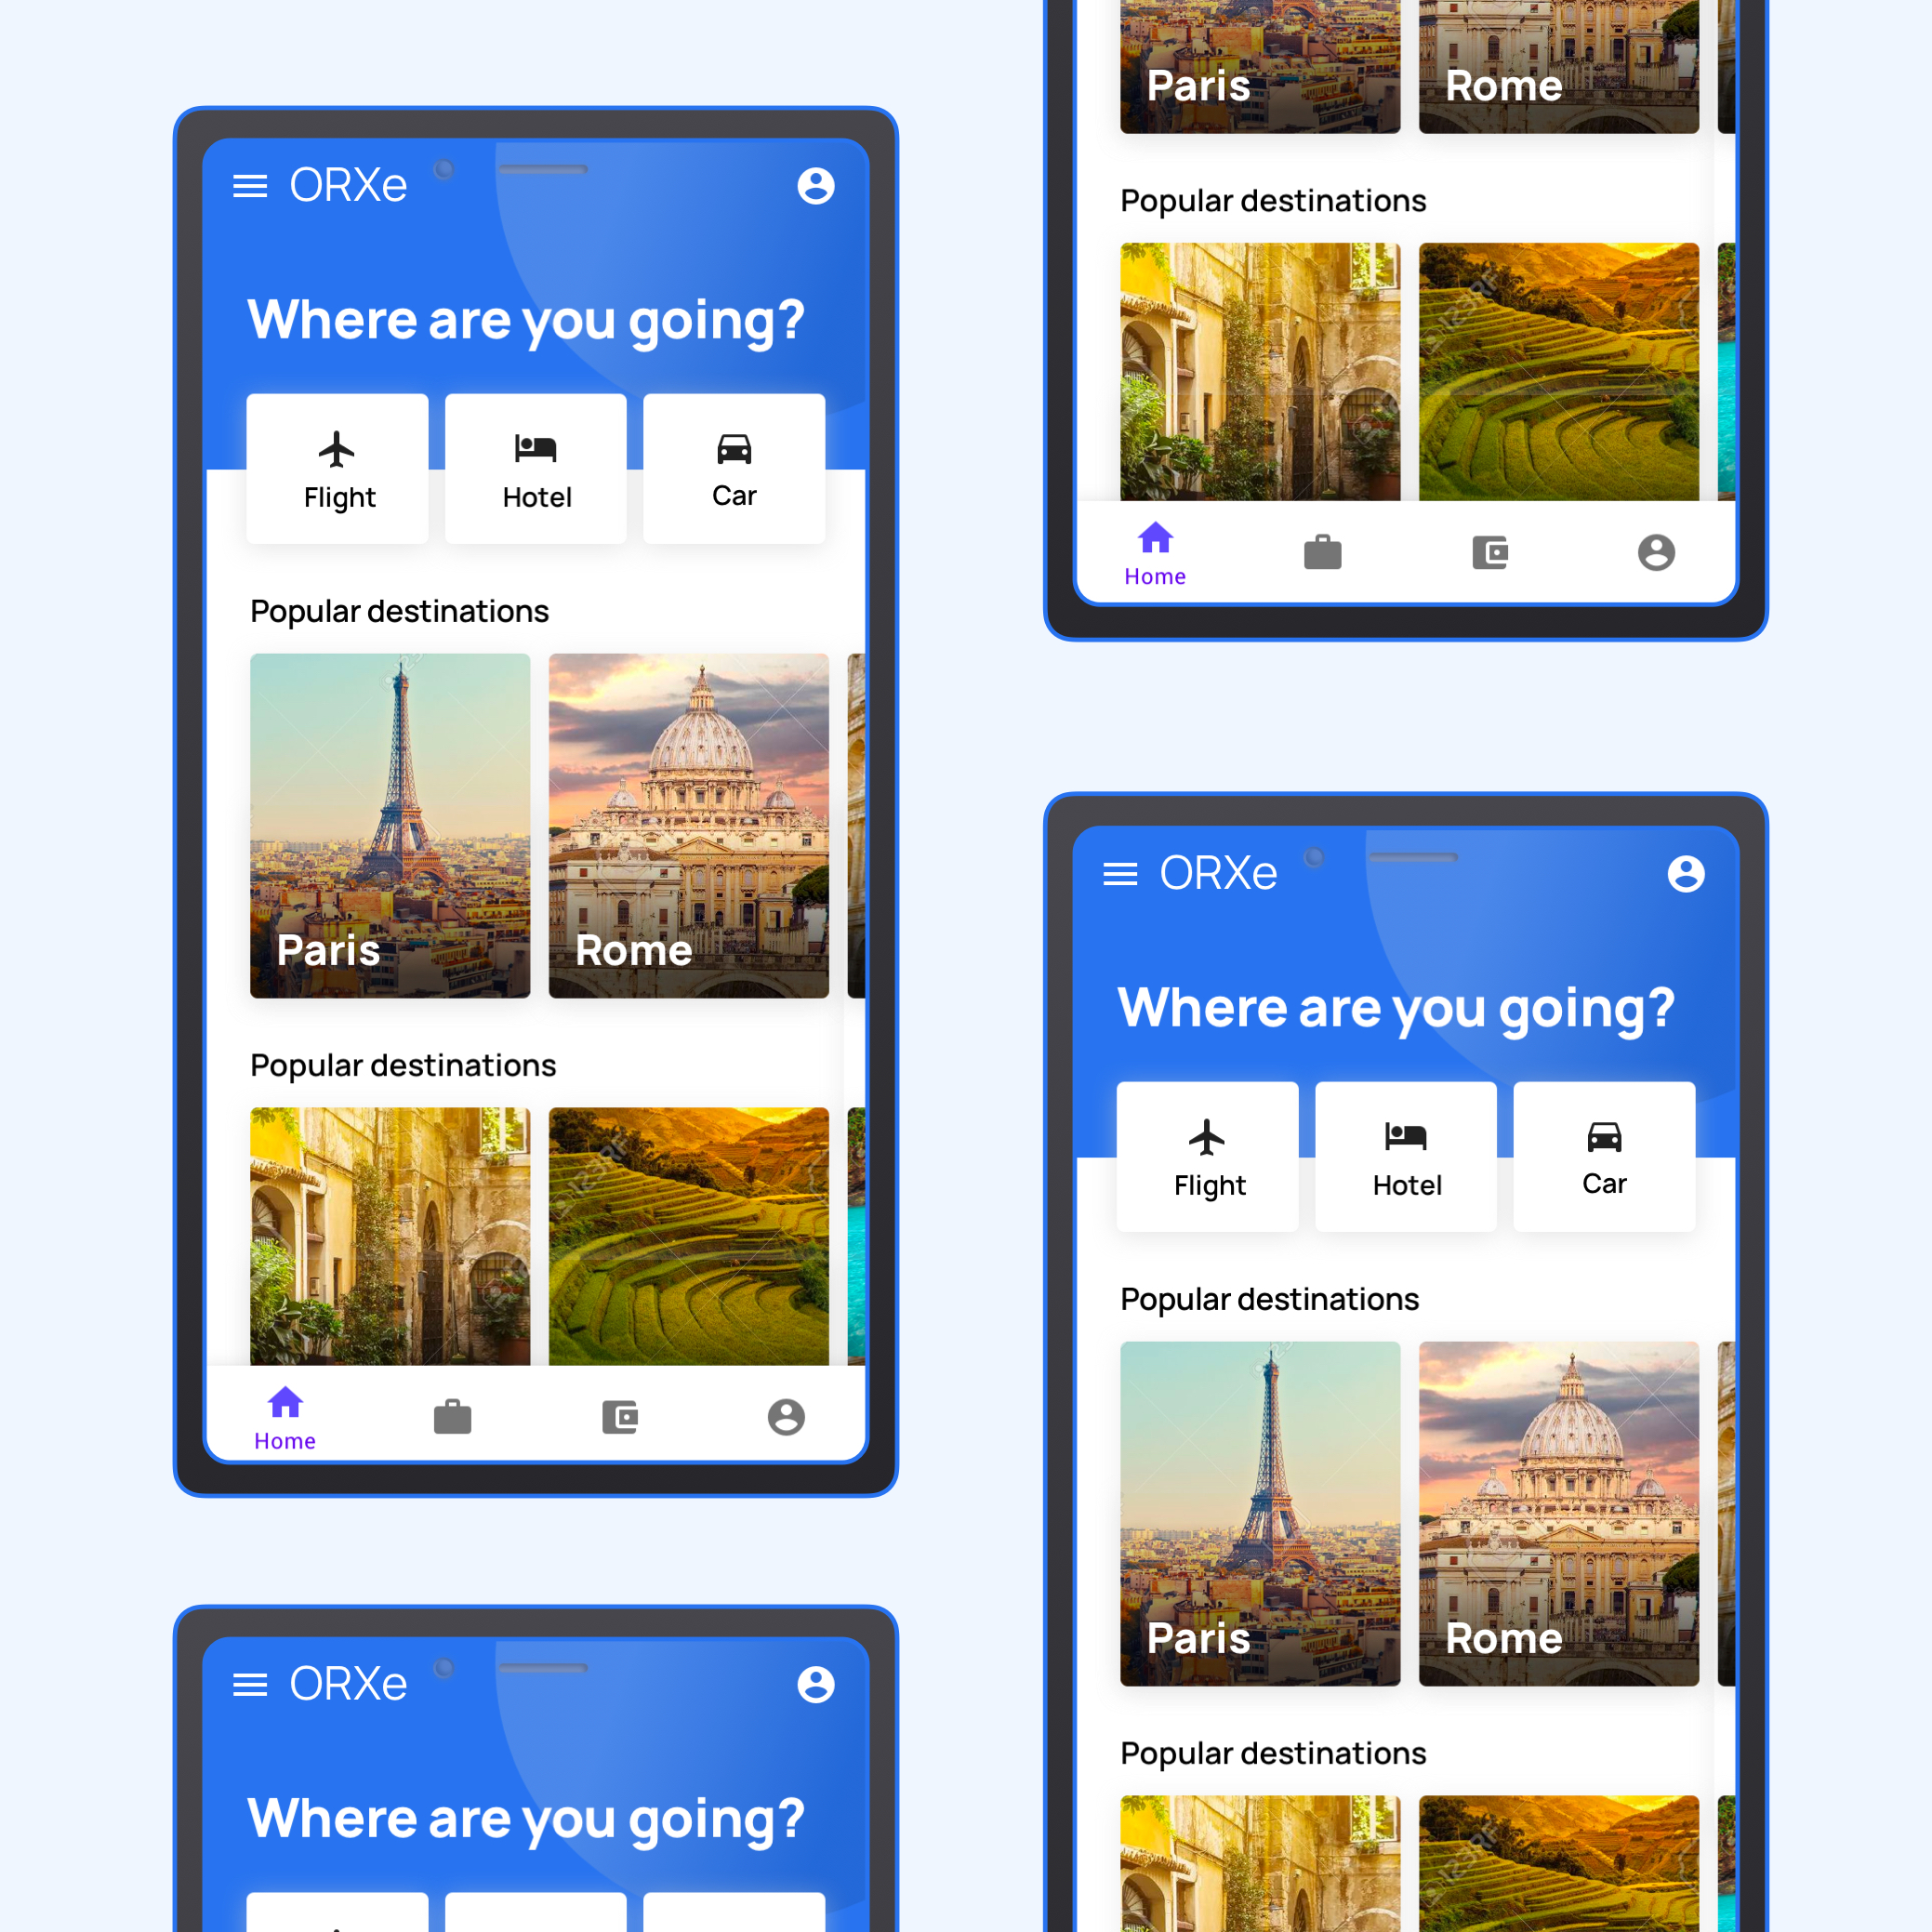 ORXe
Where are you going?
Flight Hotel Car
Popular destinations
Paris Rome
Popular destinations
123RF
Home
ORXe
Where are you going?
Paris Rome
Popular destinations
Home
ORXe
Where are you going?
Flight Hotel Car
Popular destinations
Paris Rome
Popular destinations